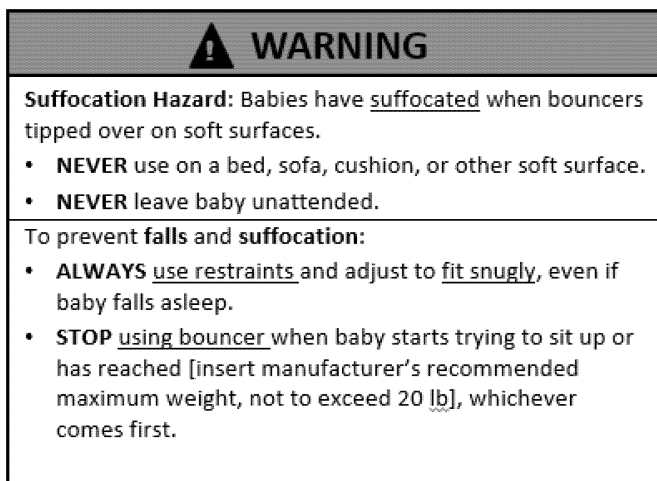 WARNING
Suffocation Hazard: Babies have suffocated when bouncers
tipped over on soft surfaces.
• NEVER use on a bed, sofa, cushion, or other soft surface.
• NEVER leave baby unattended.
To prevent falls and suffocation:
• ALWAYS use restraints and adjust to fit snugly, even if
baby falls asleep.
• STOP using bouncer when baby starts trying to sit up or
has reached [insert manufacturer’s recommended
maximum weight, not to exceed 20 lb], whichever
comes first.